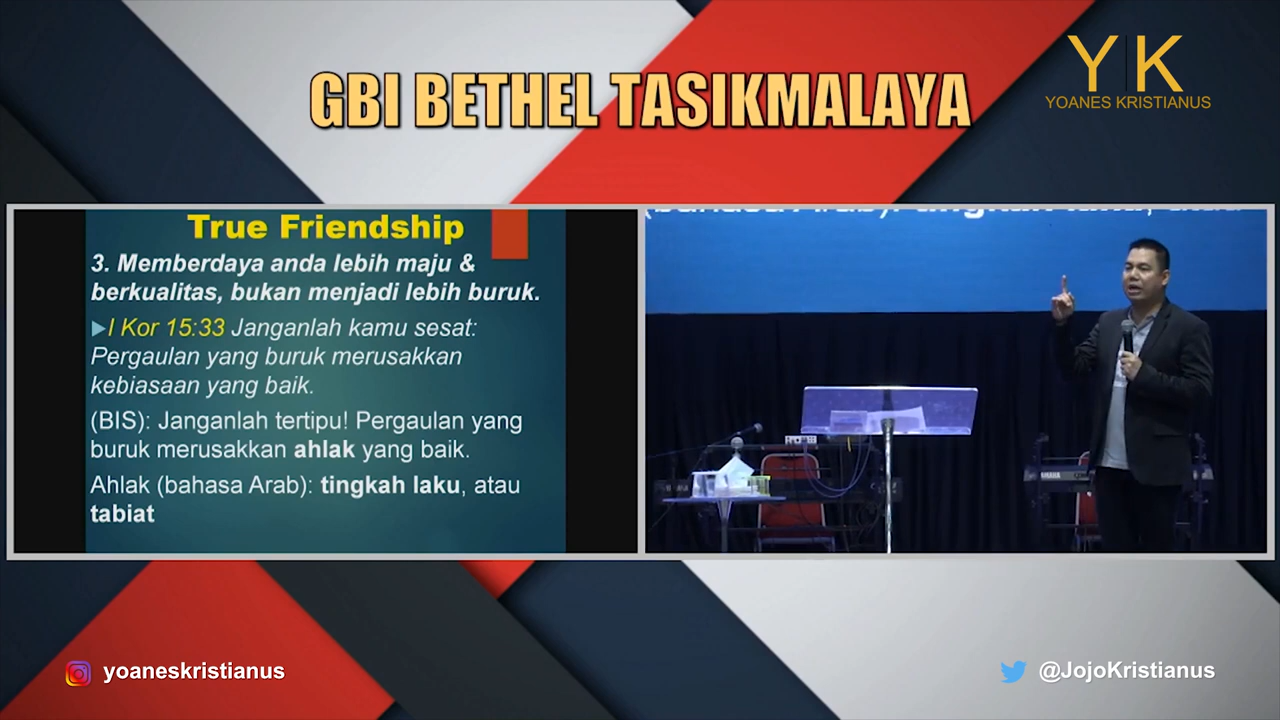 GBI BETHEL TASIKMALAYA
Y K
YOANES KRISTIANUS
True Friendship
3. Memberdaya anda lebih maju &
berkualitas, bukan menjadi lebih buruk.
I Kor 15:33 Janganlah kamu sesat:
Pergaulan yang buruk merusakkan
kebiasaan yang baik.
(BIS): Janganlah tertipu! Pergaulan yang
buruk merusakkan ahlak yang baik.
Ahlak (bahasa Arab): tingkah laku, atau
tabiat
YAMAHA
yoaneskristianus
@JojoKristianus